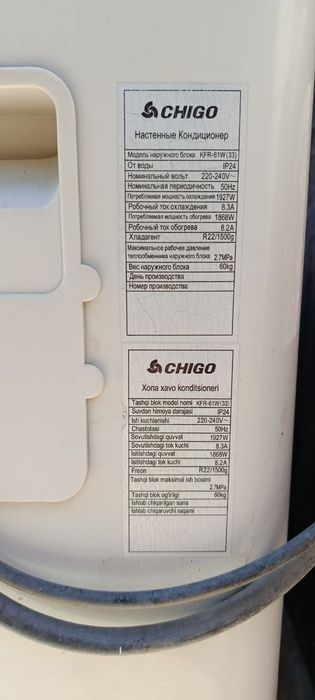 CHIGO
Настенные Кондиционер
Модель наружного блока KFR-61W(33)
От воды IP24
Номинальный вольт 220-240V~
Номинальная периодичность 50Hz
Потребляемая мощность охлаждения 1927W
Робочный ток охлаждения 8.3A
Потребляемая мощность обогрева 1868W
Робочный ток обогрева 8.2A
Хладагент R22/1500g
Максимальное рабочее давление
теплообменника наружного блока 2.7MPa
Вес наружного блока 60kg
День производства
Номер производства
CHIGO
Xona xavo konditsioneri
Tashqi blok model nomi KFR-61W(33)
Suvdan himoya darajasi IP24
Ish kuchlanishi 220-240V~
Chastotasi 50Hz
Sovutishdagi quvvat 1927W
Sovutishdagi tok kuchi 8.3A
Isitishdagi quvvat 1868W
Isitishdagi tok kuchi 8.2A
Freon R22/1500g
Tashqi blok maksimal ish bosimi
2.7MPa
Tashqi blok og'irligi 60kg
Ishlab chiqarilgan sana
Ishlab chiqaruvchi raqami